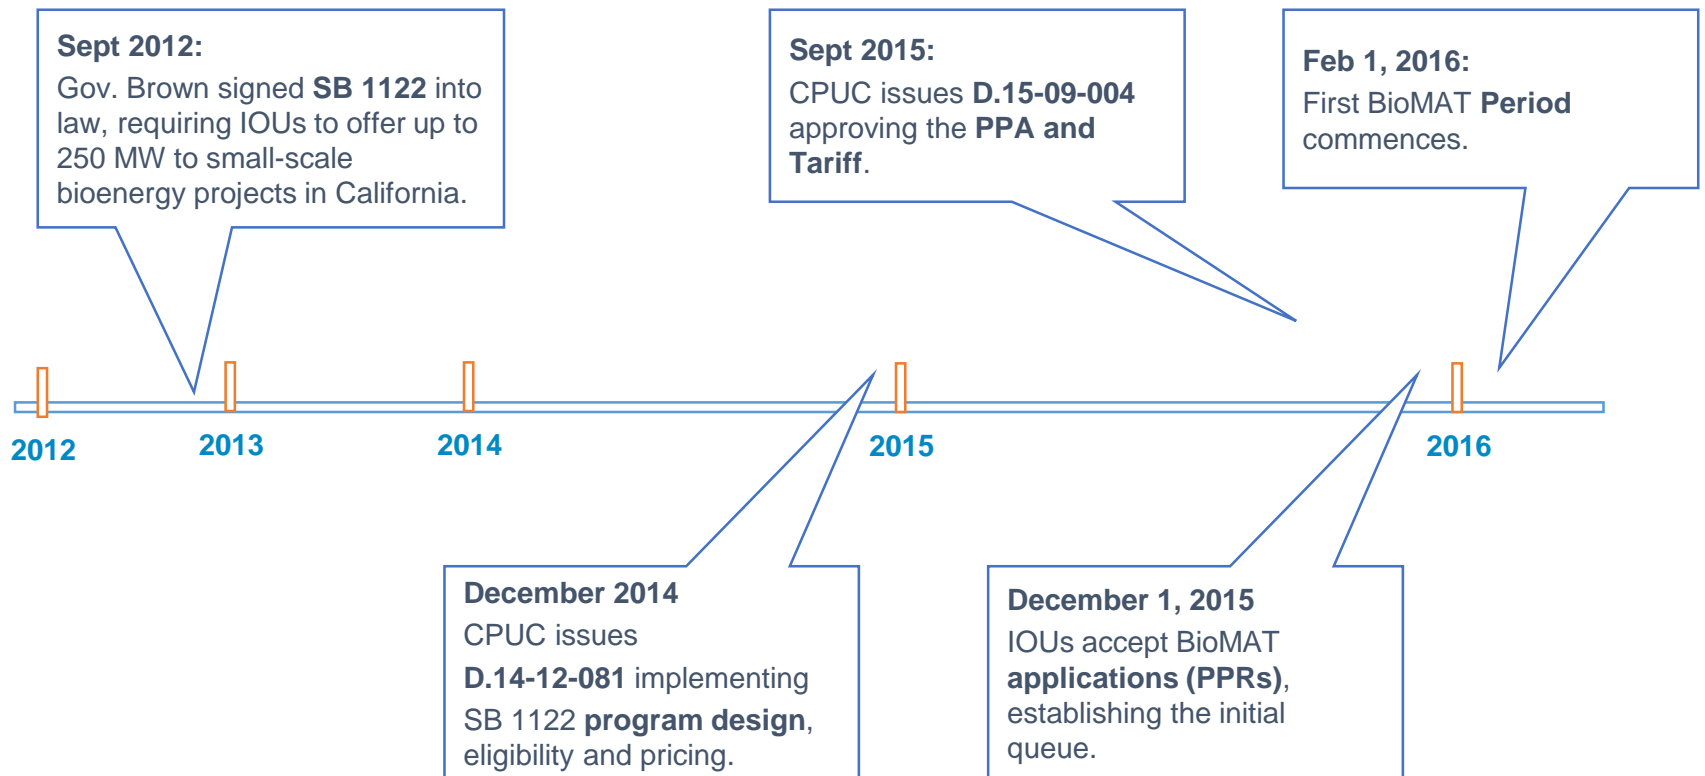 Sept 2012:
Gov. Brown signed SB 1122 into
law, requiring IOUs to offer up to
250 MW to small-scale
bioenergy projects in California.
Sept 2015:
CPUC issues D.15-09-004
approving the PPA and
Tariff.
Feb 1, 2016:
First BioMAT Period
commences.
2012
2013
2014
2015
2016
December 2014
CPUC issues
D.14-12-081 implementing
SB 1122 program design,
eligibility and pricing.
December 1, 2015
IOUs accept BioMAT
applications (PPRs),
establishing the initial
queue.